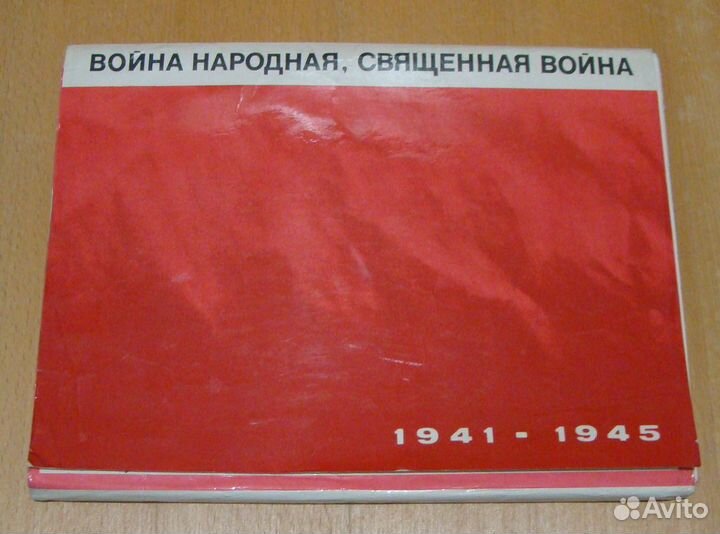 ВОЙНА НАРОДНАЯ, СВЯЩЕННАЯ ВОЙНА
1941 - 1945
Avito